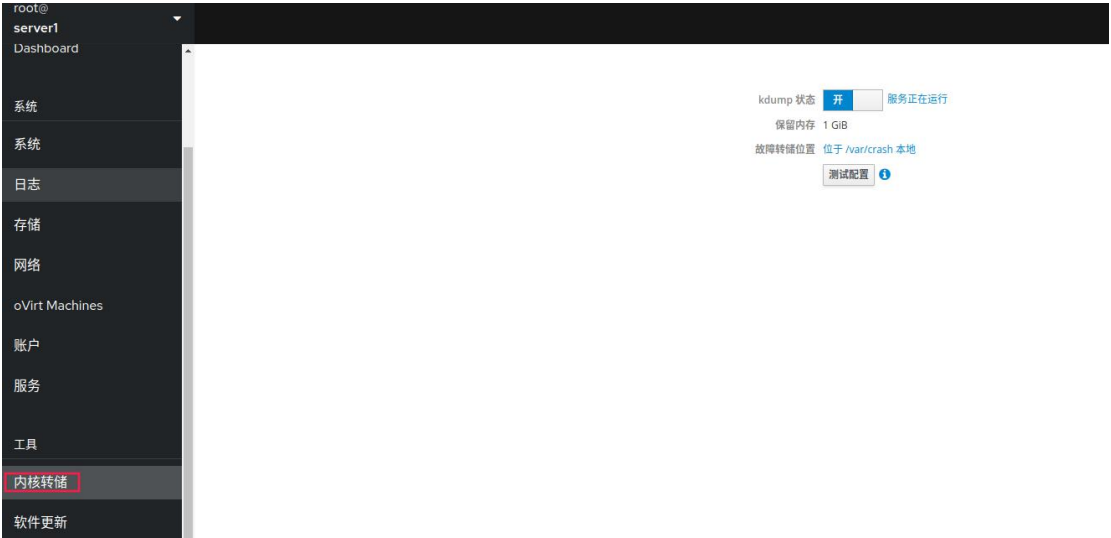 root@
server1
Dashboard
系统
系统
日志
存储
网络
oVirt Machines
账户
服务
工具
内核转储
软件更新
kdump 状态 开 服务正在运行
保留内存 1 GiB
故障转储位置 位于 /var/crash 本地
测试配置